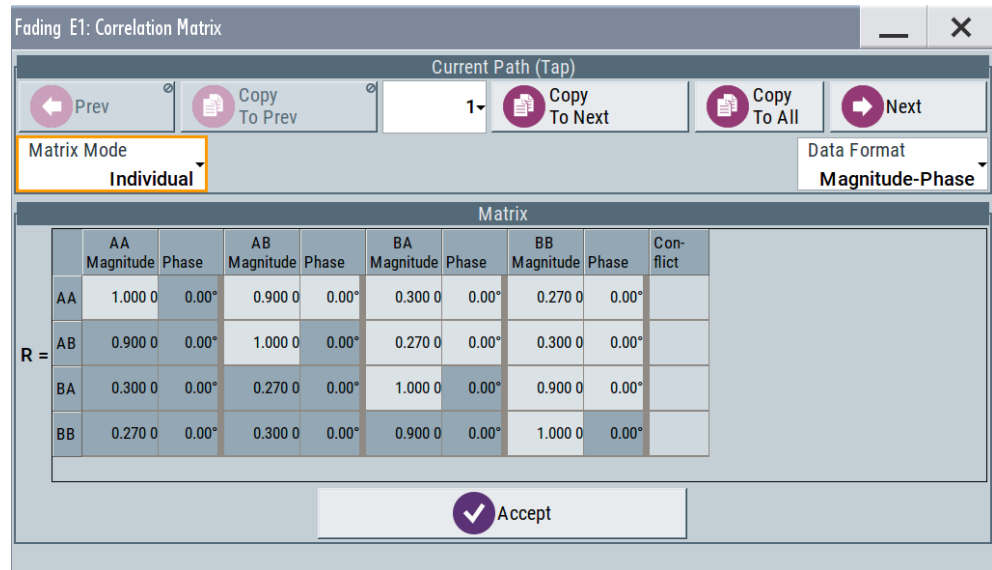 Fading E1: Correlation Matrix
Current Path (Tap)
Prev
Copy
To Prev
1
Copy
To Next
Copy
To All
Next
Matrix Mode
Individual
Data Format
Magnitude-Phase
Matrix
AA
Magnitude Phase
AB
Magnitude Phase
BA
Magnitude Phase
BB
Magnitude Phase
Con-
flict
R =
AA 1.000 0 0.00° 0.900 0 0.00° 0.300 0 0.00° 0.270 0 0.00°
AB 0.900 0 0.00° 1.000 0 0.00° 0.270 0 0.00° 0.300 0 0.00°
BA 0.300 0 0.00° 0.270 0 0.00° 1.000 0 0.00° 0.900 0 0.00°
BB 0.270 0 0.00° 0.300 0 0.00° 0.900 0 0.00° 1.000 0 0.00°
Accept